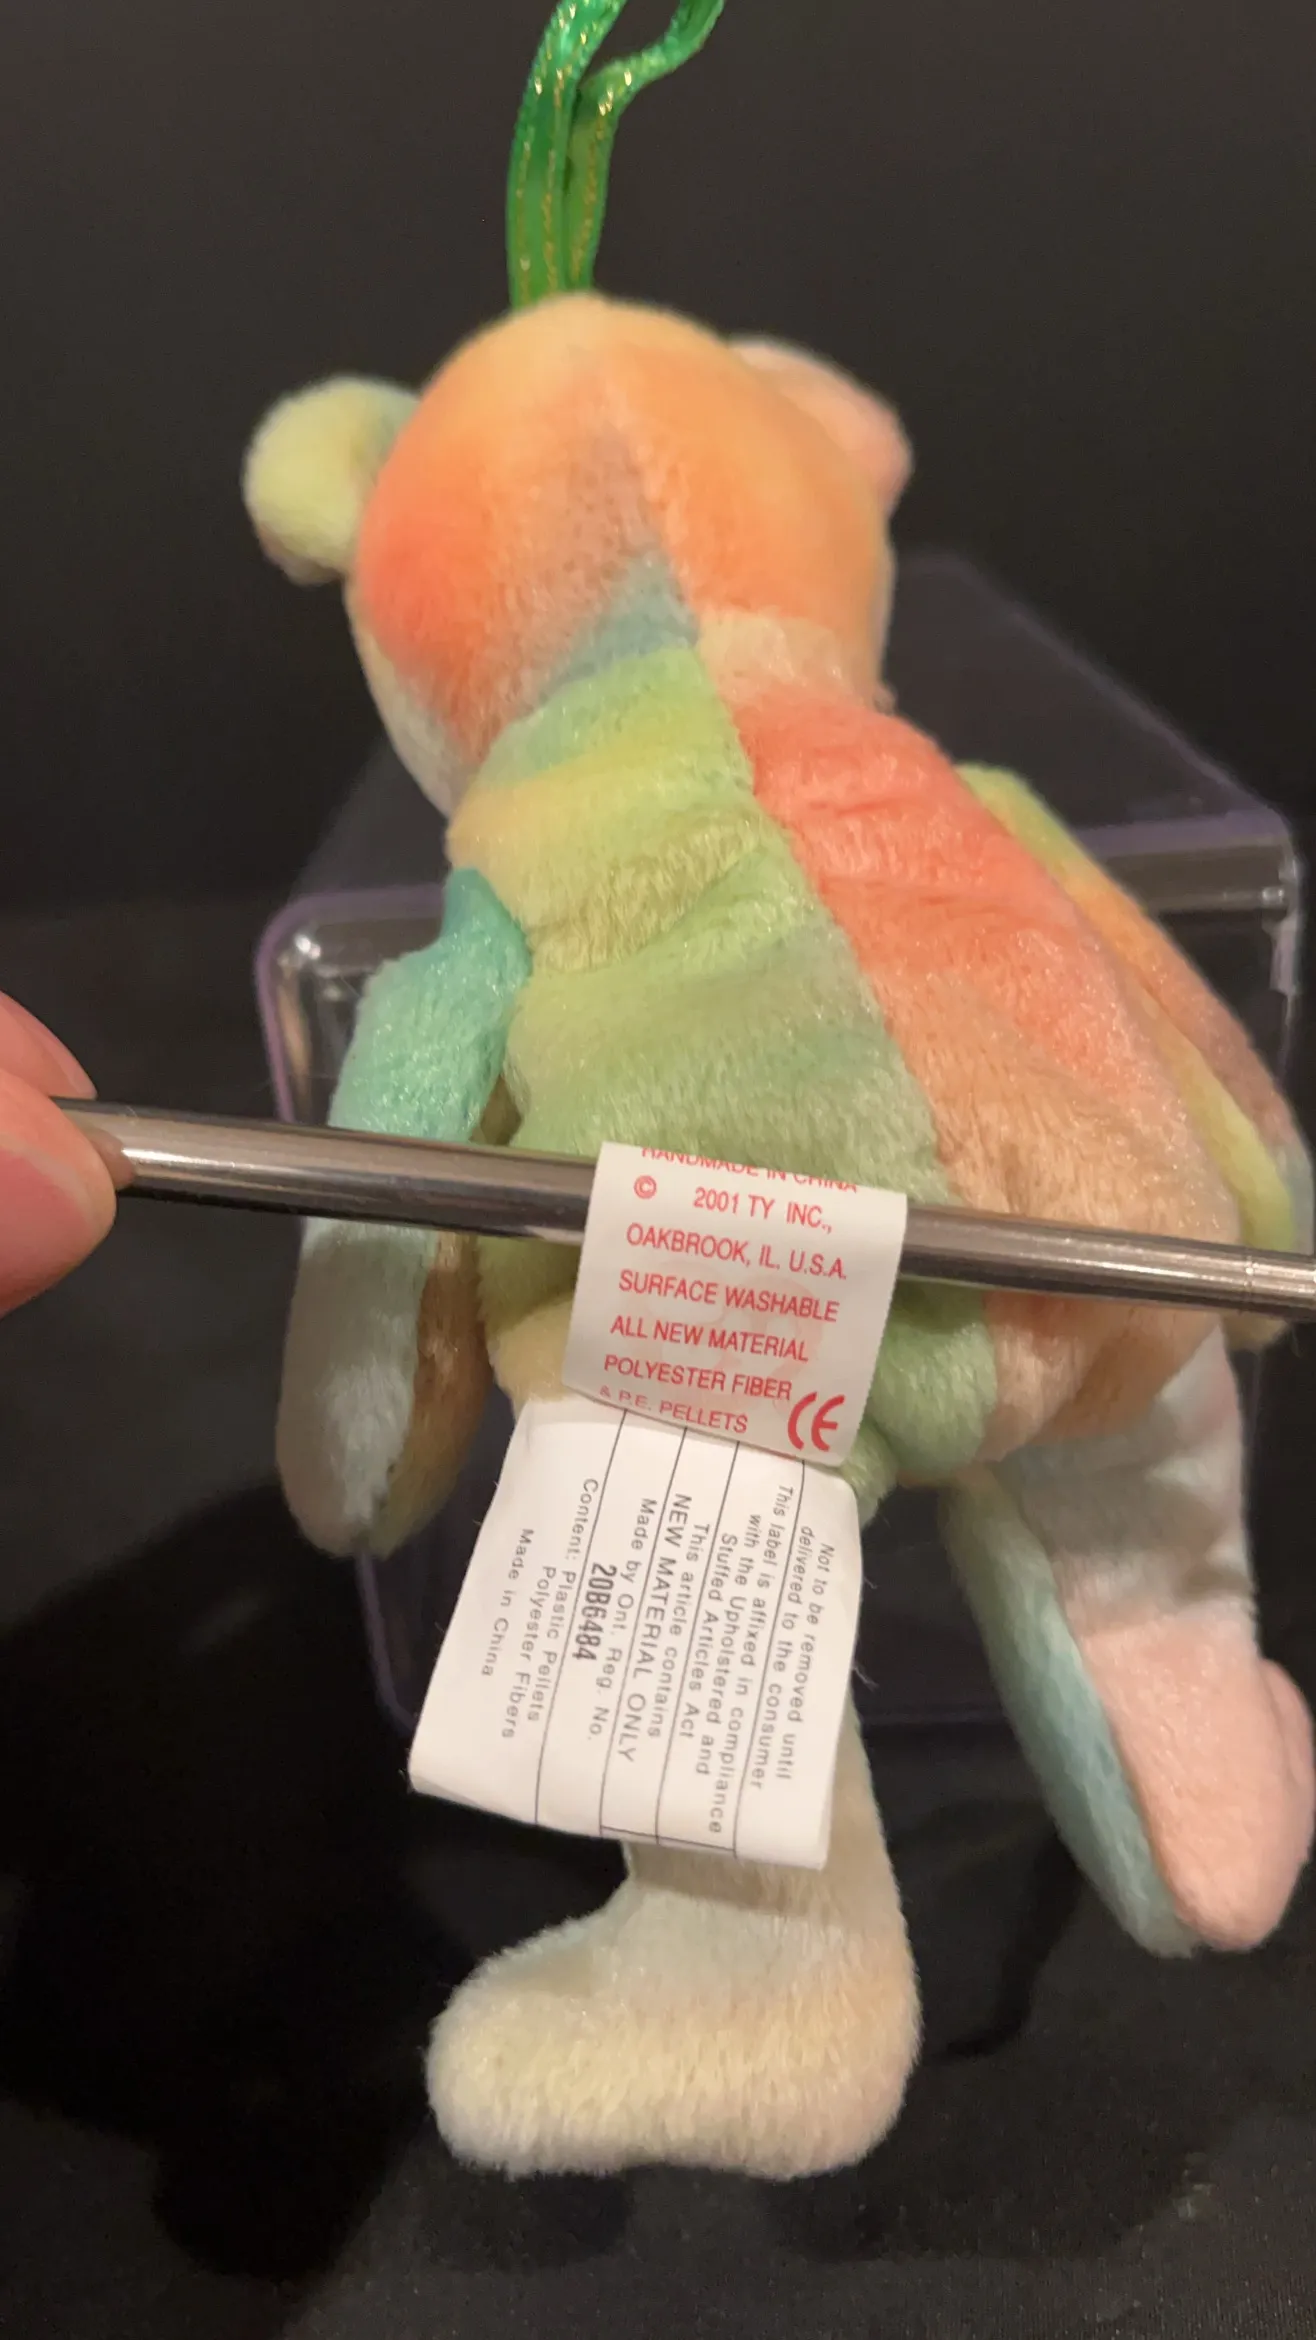 HANDMADE IN CHINA
© 2001 TY INC.,
OAKBROOK, IL. U.S.A.
SURFACE WASHABLE
ALL NEW MATERIAL
POLYESTER FIBER
& P.E. PELLETS CE
Not to be removed until
delivered to the consumer
This label is affixed in compliance
with the Upholstered and
Stuffed Articles Act
This article contains
NEW MATERIAL ONLY
Made by Ont. Reg. No.
20B6484
Content: Plastic Pellets
Polyester Fibers
Made in China